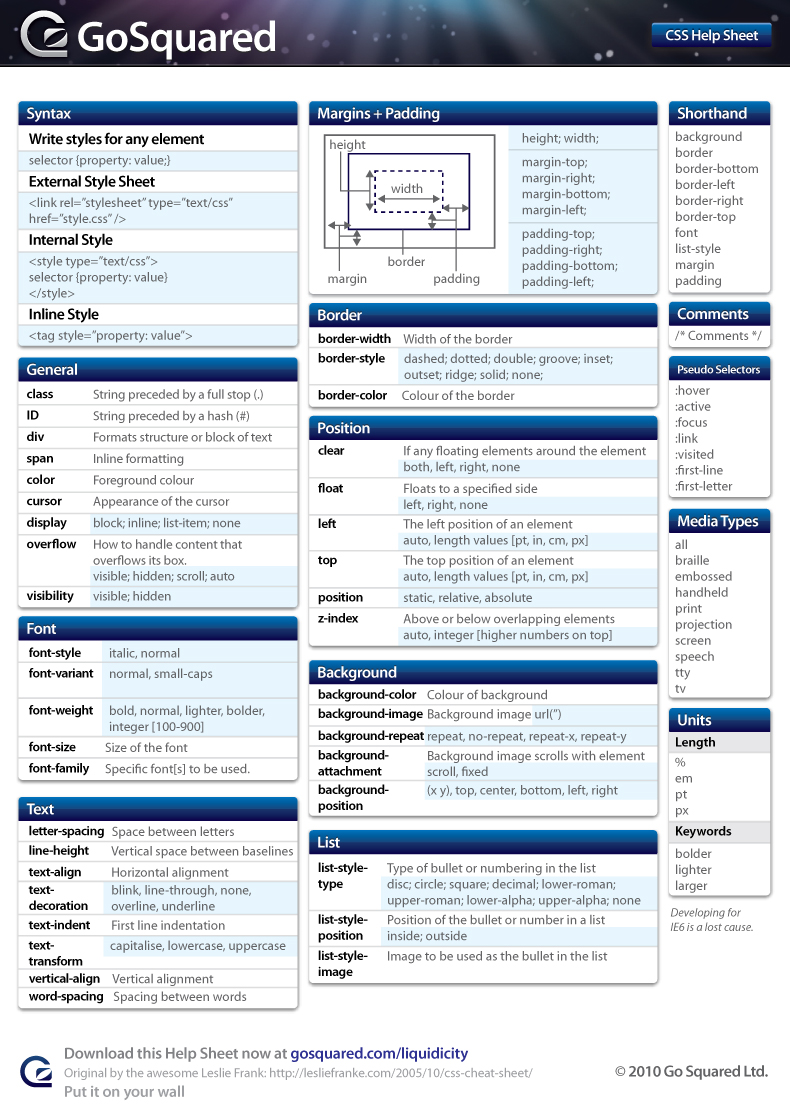 GoSquared
CSS Help Sheet
Syntax
Write styles for any element
selector {property: value;}
External Style Sheet
<link rel=”stylesheet” type=”text/css”
href=”style.css” />
Internal Style
<style type=”text/css”>
selector {property: value}
</style>
Inline Style
<tag style=”property: value”>
General
class String preceded by a full stop (.)
ID String preceded by a hash (#)
div Formats structure or block of text
span Inline formatting
color Foreground colour
cursor Appearance of the cursor
display block; inline; list-item; none
overflow How to handle content that
overflows its box.
visible; hidden; scroll; auto
visibility visible; hidden
Font
font-style italic, normal
font-variant normal, small-caps
font-weight bold, normal, lighter, bolder,
integer [100-900]
font-size Size of the font
font-family Specific font[s] to be used.
Text
letter-spacing Space between letters
line-height Vertical space between baselines
text-align Horizontal alignment
text- blink, line-through, none,
decoration overline, underline
text-indent First line indentation
text- capitalise, lowercase, uppercase
transform
vertical-align Vertical alignment
word-spacing Spacing between words
Margins + Padding
height
width
border
margin padding
height; width;
margin-top;
margin-right;
margin-bottom;
margin-left;
padding-top;
padding-right;
padding-bottom;
padding-left;
Border
border-width Width of the border
border-style dashed; dotted; double; groove; inset;
outset; ridge; solid; none;
border-color Colour of the border
Position
clear If any floating elements around the element
both, left, right, none
float Floats to a specified side
left, right, none
left The left position of an element
auto, length values [pt, in, cm, px]
top The top position of an element
auto, length values [pt, in, cm, px]
position static, relative, absolute
z-index Above or below overlapping elements
auto, integer [higher numbers on top]
Background
background-color Colour of background
background-image Background image url(”)
background-repeat repeat, no-repeat, repeat-x, repeat-y
background- Background image scrolls with element
attachment scroll, fixed
background- (x y), top, center, bottom, left, right
position
List
list-style- Type of bullet or numbering in the list
type disc; circle; square; decimal; lower-roman;
upper-roman; lower-alpha; upper-alpha; none
list-style- Position of the bullet or number in a list
position inside; outside
list-style- Image to be used as the bullet in the list
image
Shorthand
background
border
border-bottom
border-left
border-right
border-top
font
list-style
margin
padding
Comments
/* Comments */
Pseudo Selectors
:hover
:active
:focus
:link
:visited
:first-line
:first-letter
Media Types
all
braille
embossed
handheld
print
projection
screen
speech
tty
tv
Units
Length
%
em
pt
px
Keywords
bolder
lighter
larger
Developing for
IE6 is a lost cause.
Download this Help Sheet now at gosquared.com/liquidicity
Original by the awesome Leslie Frank: http://lesliefranke.com/2005/10/css-cheat-sheet/
Put it on your wall
© 2010 Go Squared Ltd.